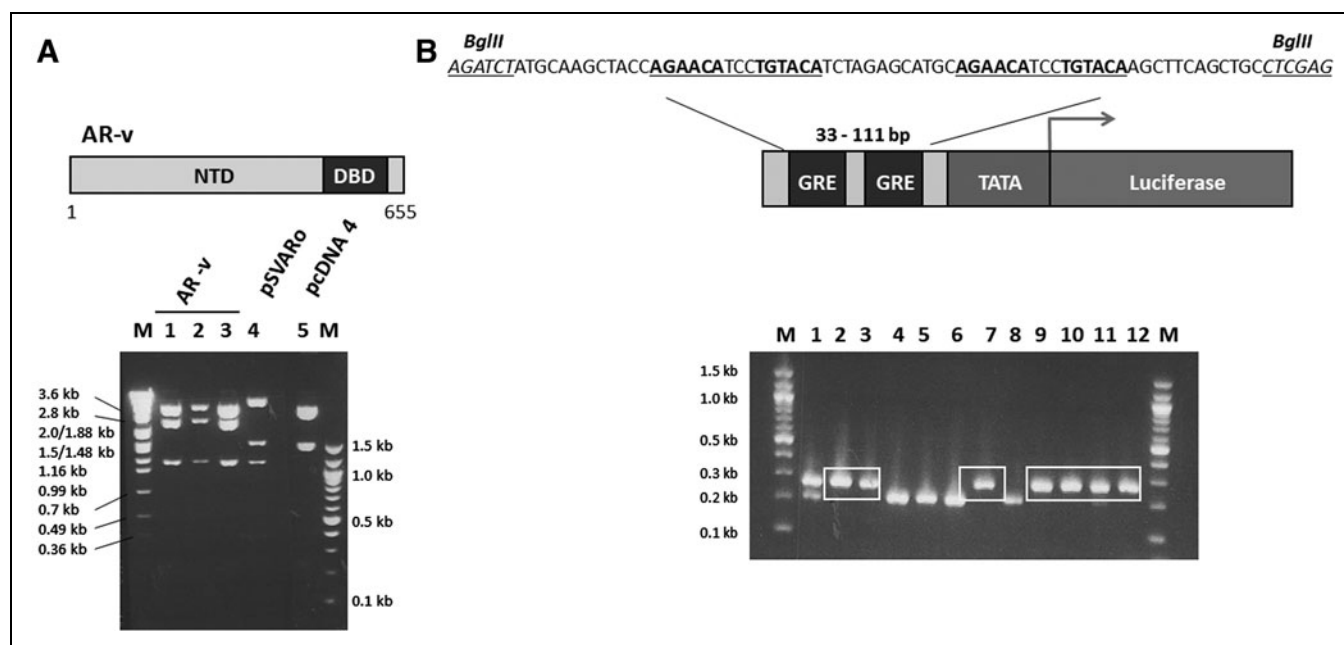 A
AR-v
NTD
DBD
1
655
AR -v
pSVARo
pcDNA 4
M 1 2 3 4 5 M
3.6 kb
2.8 kb
2.0/1.88 kb
1.5/1.48 kb
1.16 kb
0.99 kb
0.7 kb
0.49 kb
0.36 kb
1.5 kb
1.0 kb
0.5 kb
0.1 kb
B
BglII
BglII
AGATCTATGCAAGCTACCAGAACATCCTGTACATCTAGAGCATGCAGAACATCCTGTACAAGCTTCAGCTGCCTCGAG
33 - 111 bp
GRE
GRE
TATA
Luciferase
M 1 2 3 4 5 6 7 8 9 10 11 12 M
1.5 kb
1.0 kb
0.5 kb
0.3 kb
0.2 kb
0.1 kb